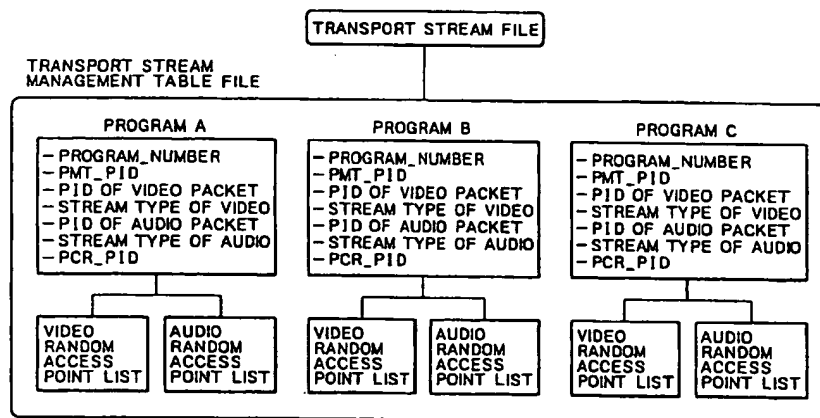 TRANSPORT STREAM FILE
TRANSPORT STREAM
MANAGEMENT TABLE FILE
PROGRAM A
- PROGRAM_NUMBER
- PMT_PID
- PID OF VIDEO PACKET
- STREAM TYPE OF VIDEO
- PID OF AUDIO PACKET
- STREAM TYPE OF AUDIO
- PCR_PID
VIDEO
RANDOM
ACCESS
POINT LIST
AUDIO
RANDOM
ACCESS
POINT LIST
PROGRAM B
- PROGRAM_NUMBER
- PMT_PID
- PID OF VIDEO PACKET
- STREAM TYPE OF VIDEO
- PID OF AUDIO PACKET
- STREAM TYPE OF AUDIO
- PCR_PID
VIDEO
RANDOM
ACCESS
POINT LIST
AUDIO
RANDOM
ACCESS
POINT LIST
PROGRAM C
- PROGRAM_NUMBER
- PMT_PID
- PID OF VIDEO PACKET
- STREAM TYPE OF VIDEO
- PID OF AUDIO PACKET
- STREAM TYPE OF AUDIO
- PCR_PID
VIDEO
RANDOM
ACCESS
POINT LIST
AUDIO
RANDOM
ACCESS
POINT LIST